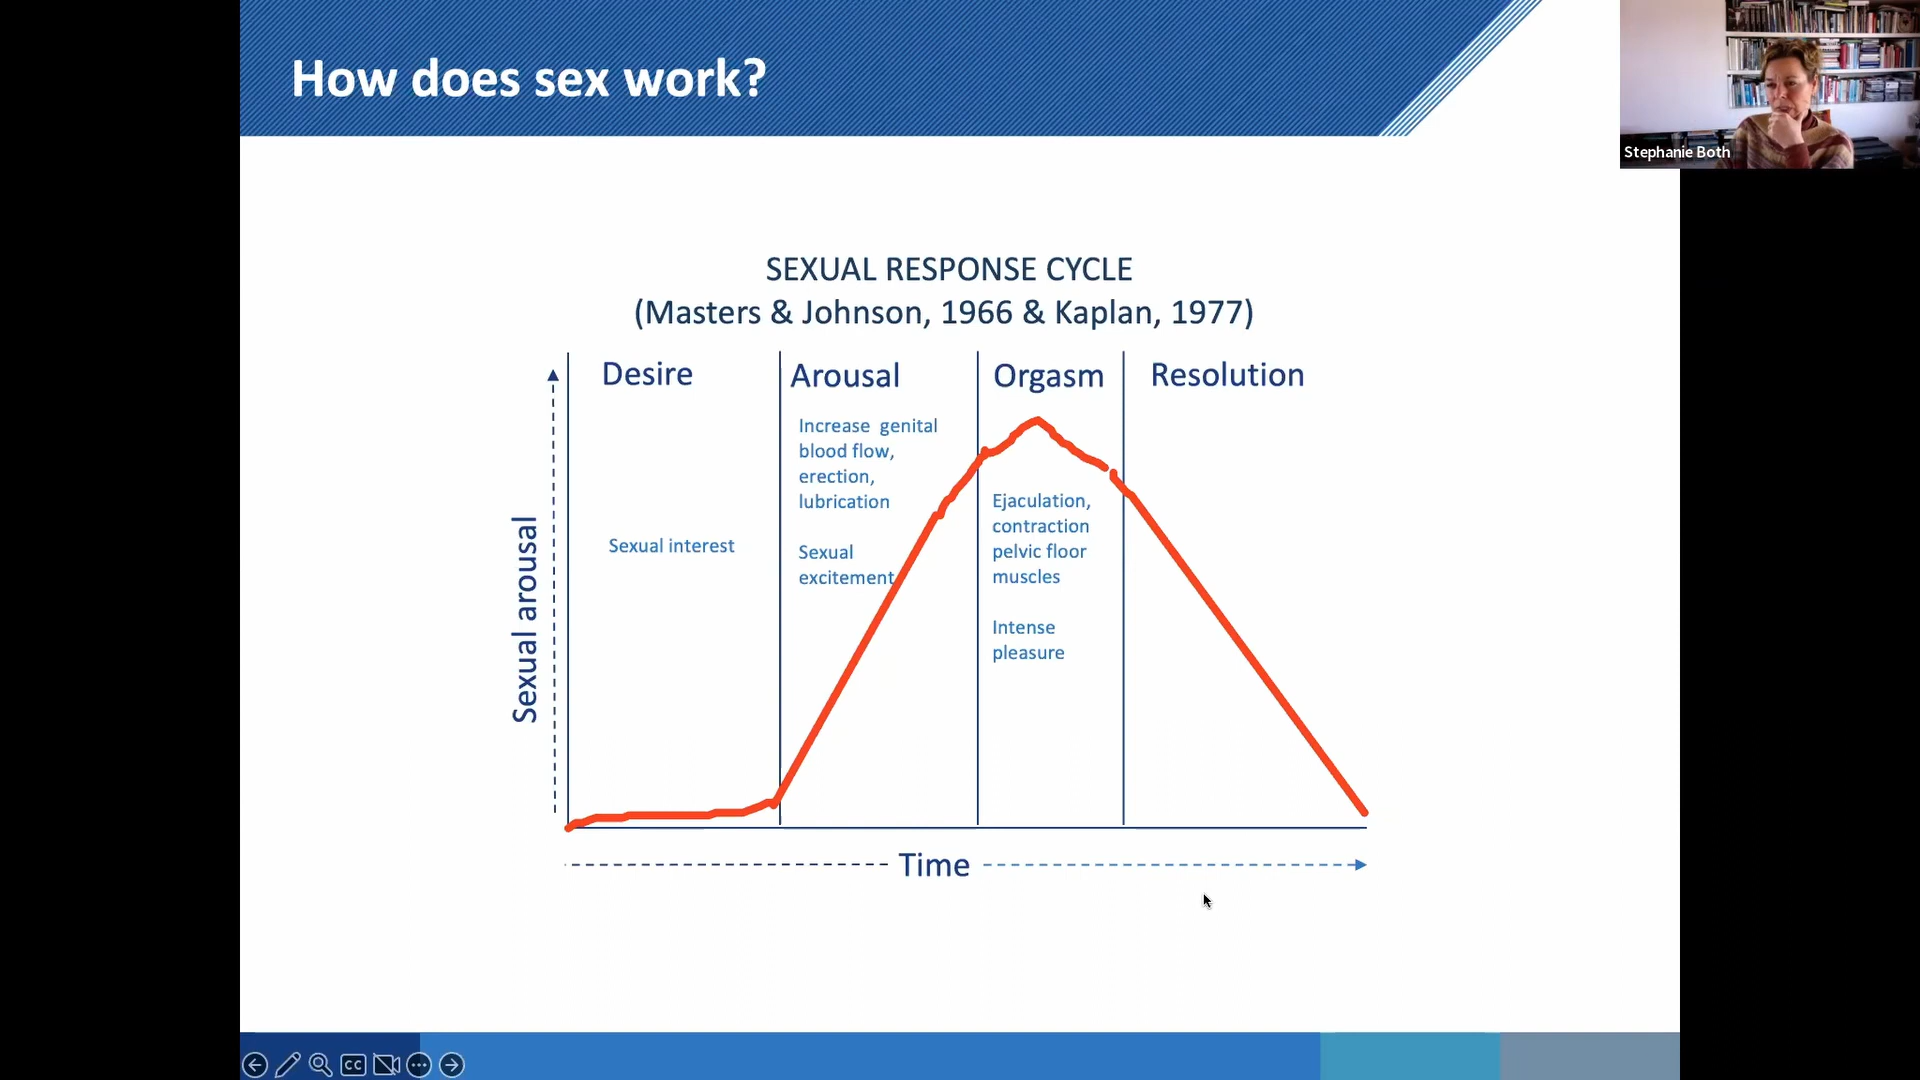 How does sex work?
Stephanie Both
SEXUAL RESPONSE CYCLE
(Masters & Johnson, 1966 & Kaplan, 1977)
Desire
Arousal
Orgasm
Resolution
Sexual arousal
Sexual interest
Increase genital
blood flow,
erection,
lubrication
Sexual
excitement
Ejaculation,
contraction
pelvic floor
muscles
Intense
pleasure
Time
CC